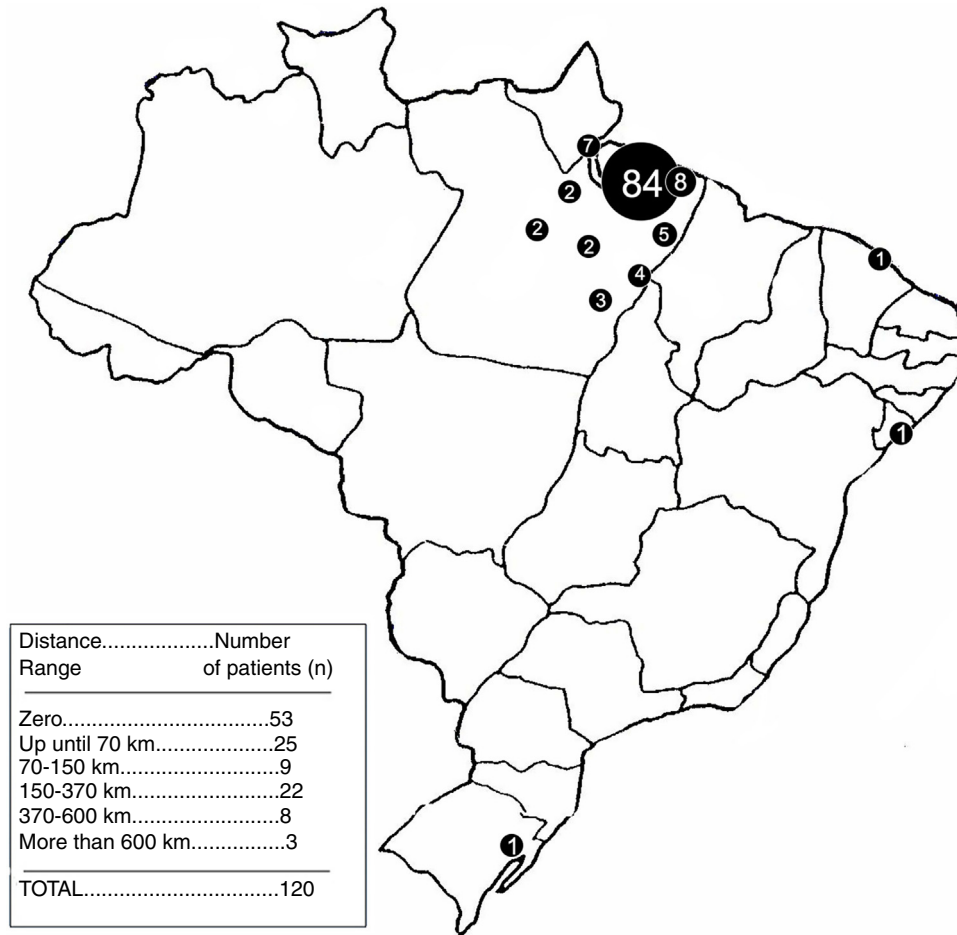 7
84
8
2
2
2
5
4
3
1
1
Distance...................Number
Range of patients (n)
Zero...................................53
Up until 70 km....................25
70-150 km...........................9
150-370 km.........................22
370-600 km.........................8
More than 600 km................3
TOTAL.................................120
1